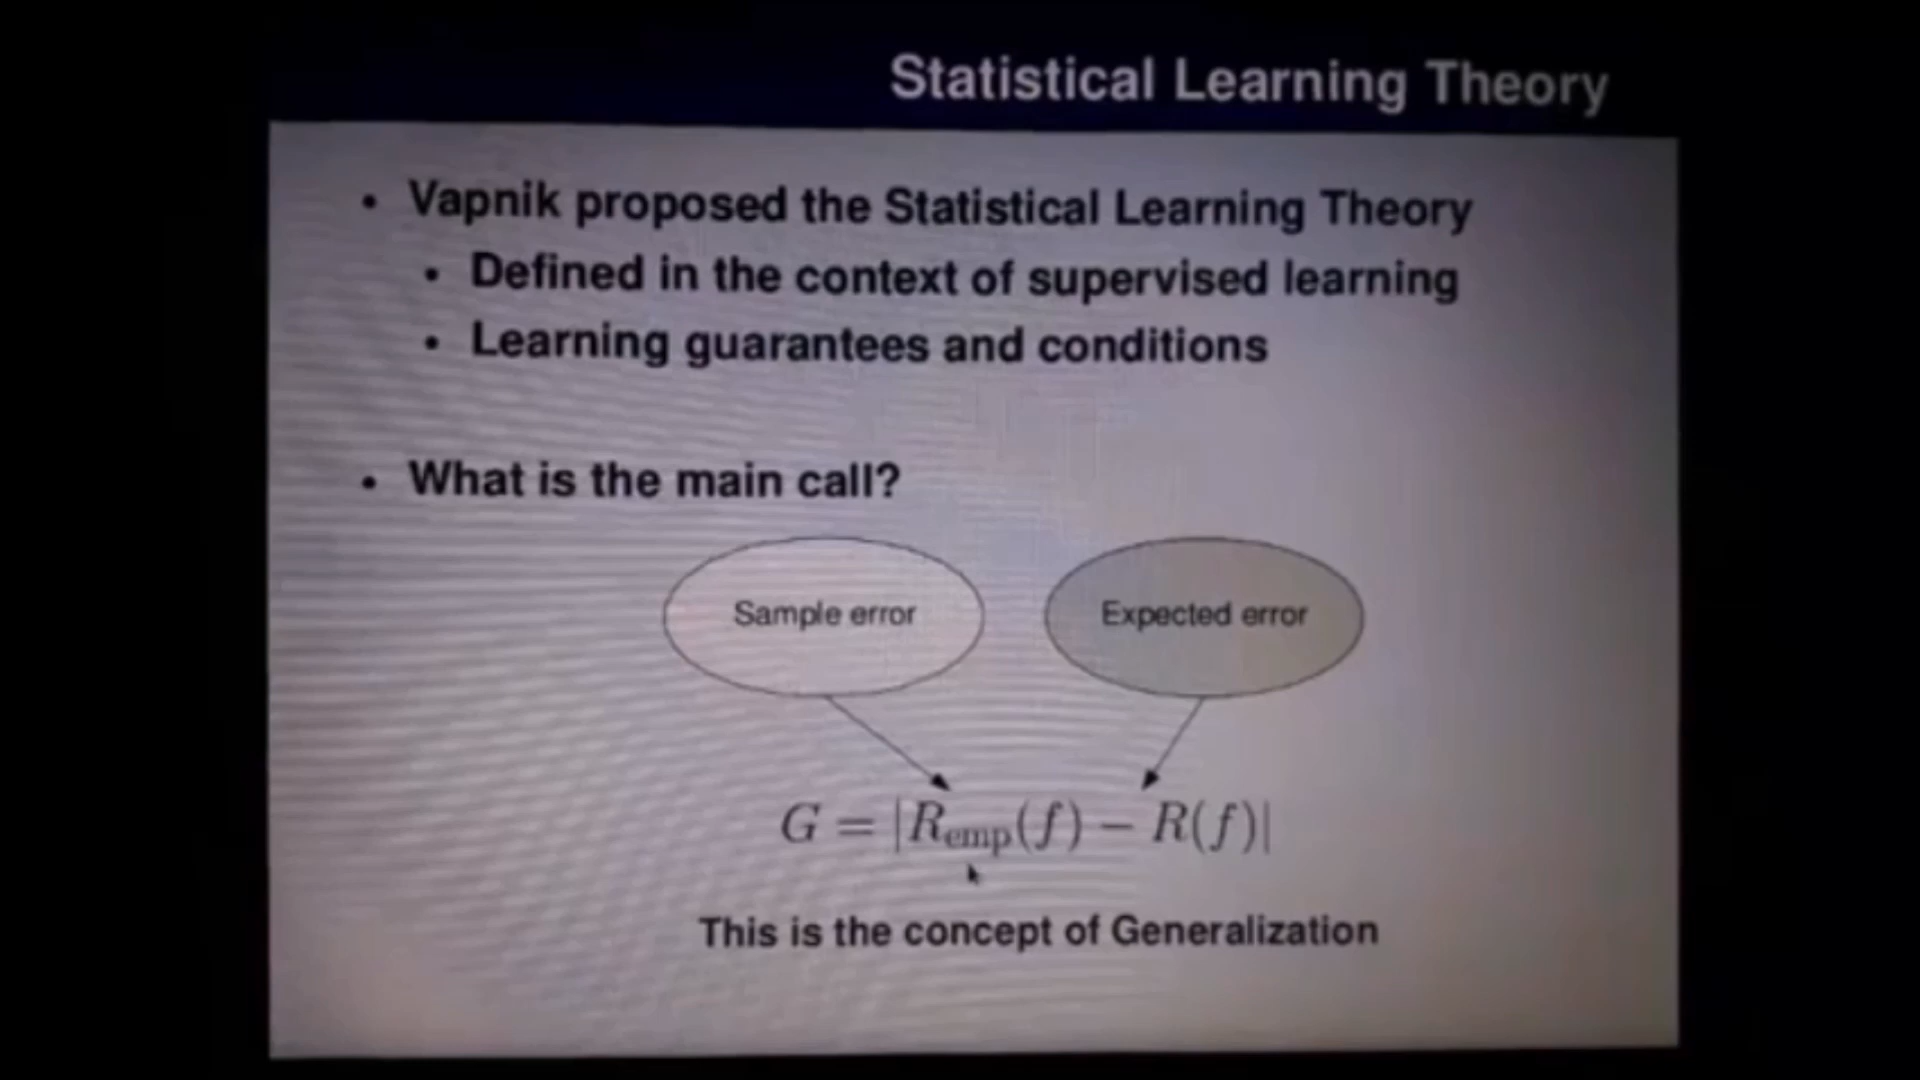 Statistical Learning Theory
• Vapnik proposed the Statistical Learning Theory
• Defined in the context of supervised learning
• Learning guarantees and conditions
• What is the main call?
Sample error
Expected error
G = |R_emp(f) − R(f)|
This is the concept of Generalization